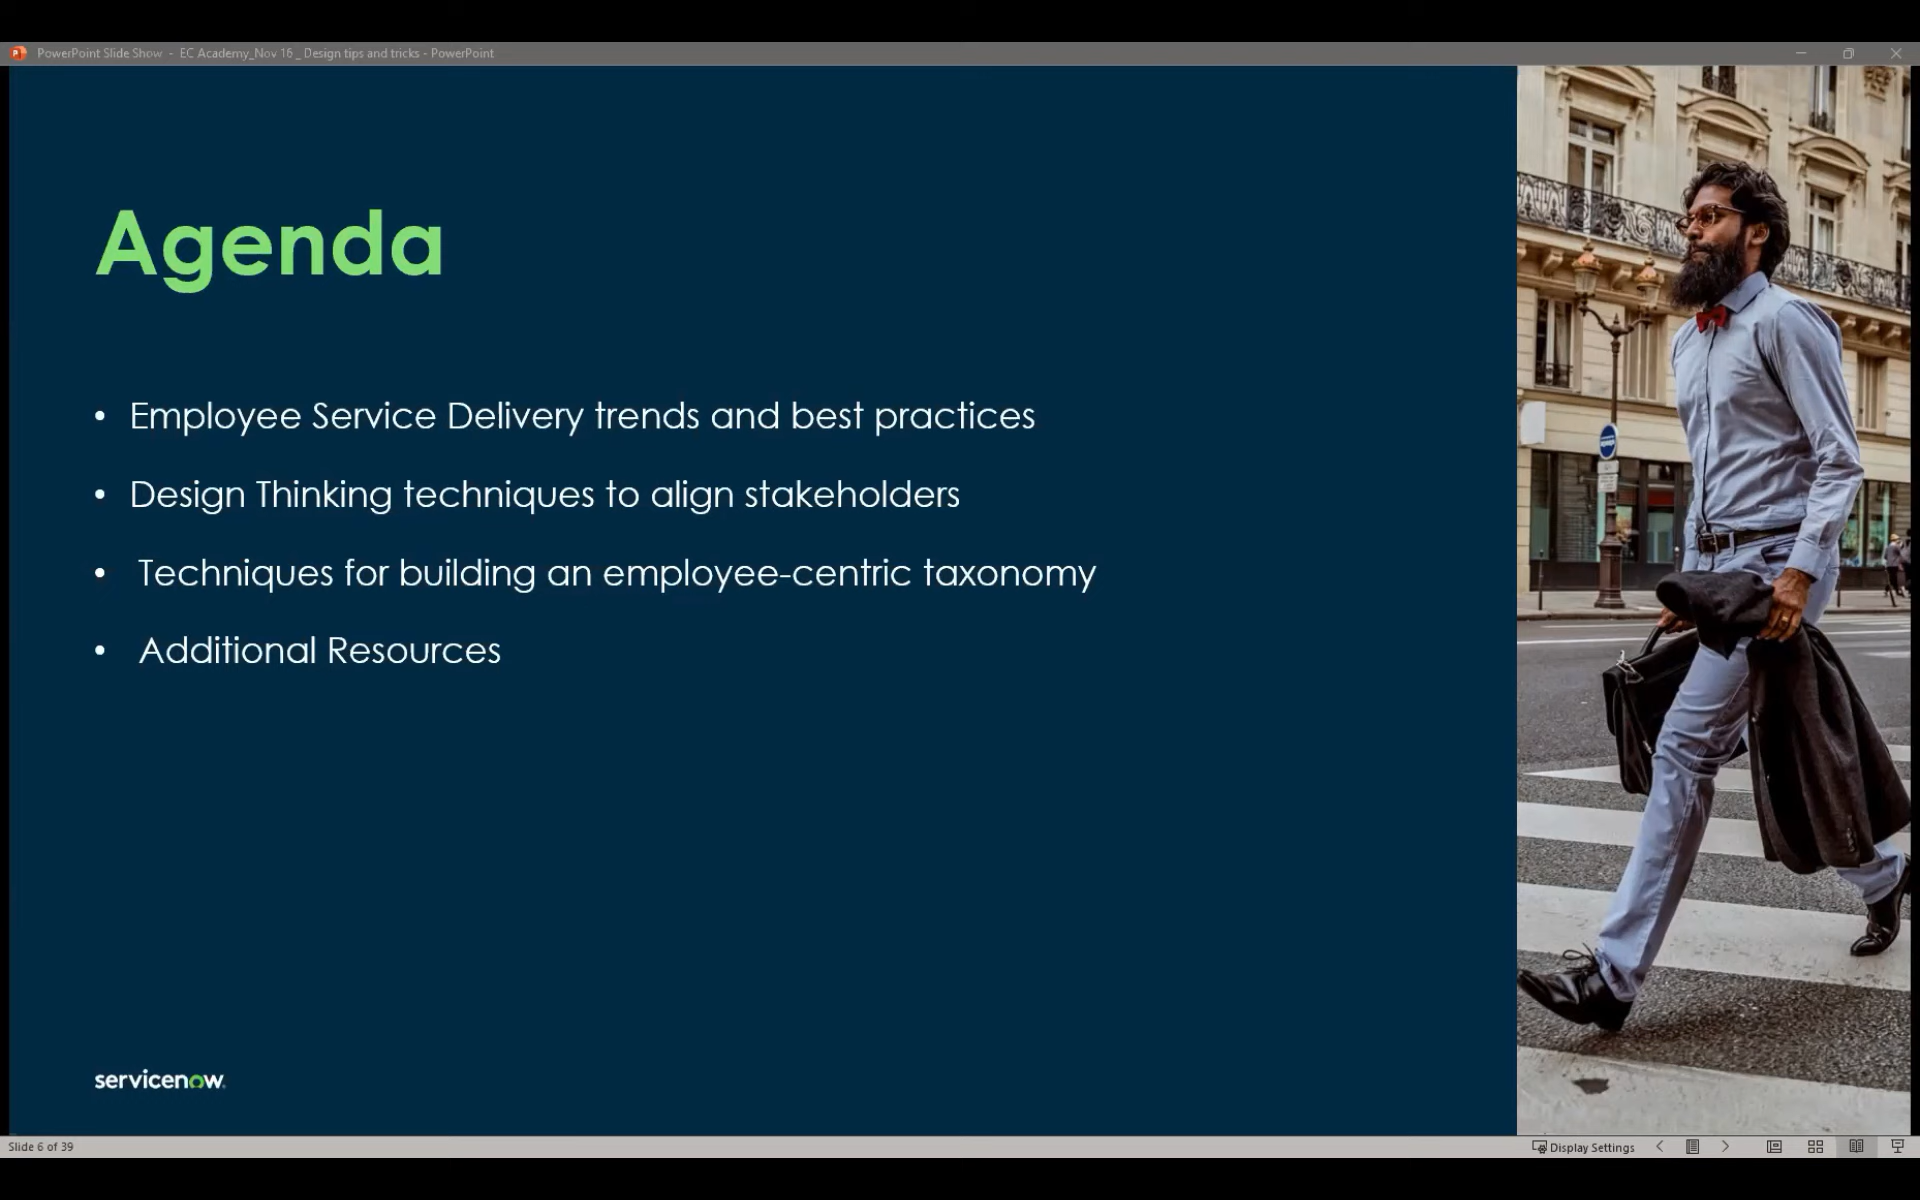 PowerPoint Slide Show - EC Academy_Nov 16 _ Design tips and tricks - PowerPoint
Agenda
• Employee Service Delivery trends and best practices
• Design Thinking techniques to align stakeholders
• Techniques for building an employee-centric taxonomy
• Additional Resources
servicenow
Slide 6 of 39
Display Settings